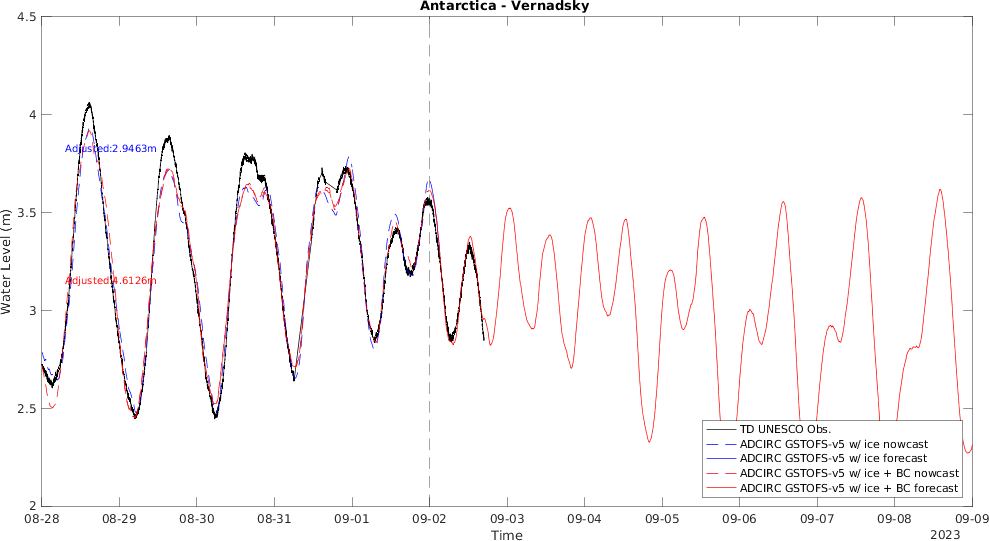 Antarctica - Vernadsky
4.5
4
3.5
3
2.5
2
Water Level (m)
Adjusted:2.9463m
Adjusted:4.6126m
TD UNESCO Obs.
ADCIRC GSTOFS-v5 w/ ice nowcast
ADCIRC GSTOFS-v5 w/ ice forecast
ADCIRC GSTOFS-v5 w/ ice + BC nowcast
ADCIRC GSTOFS-v5 w/ ice + BC forecast
08-28 08-29 08-30 08-31 09-01 09-02 09-03 09-04 09-05 09-06 09-07 09-08 09-09
Time
2023